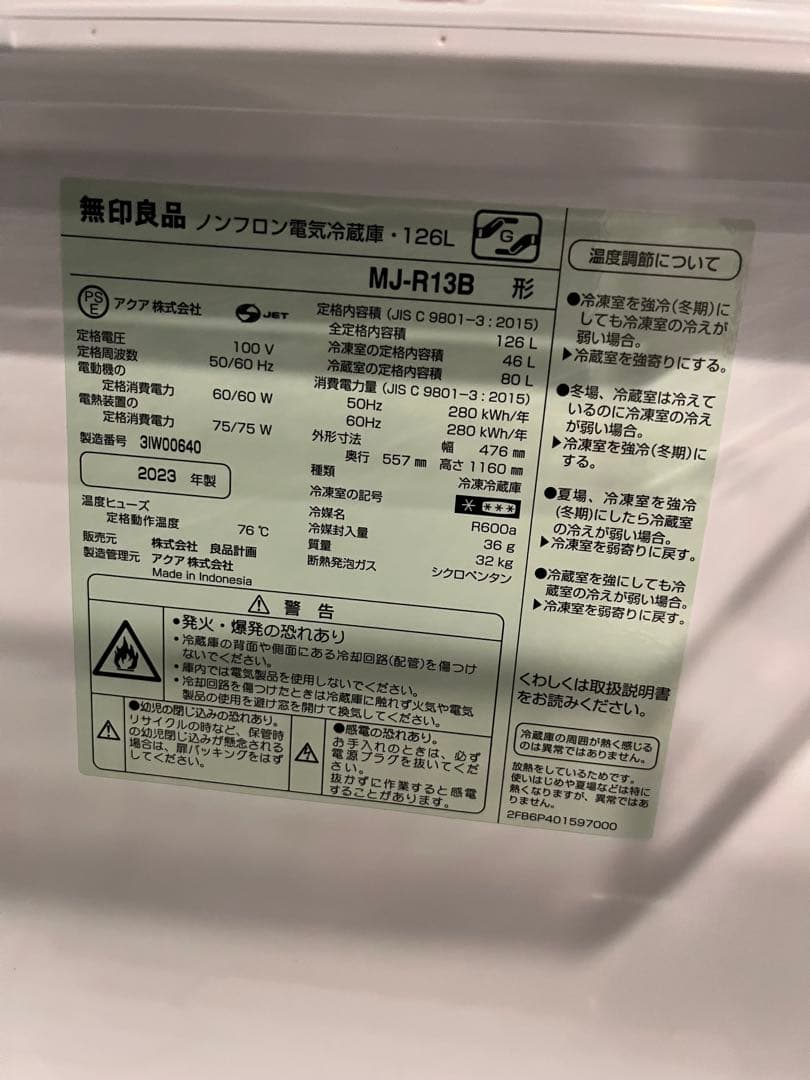 無印良品 ノンフロン電気冷蔵庫・126L
G
MJ-R13B 形
PSE アクア株式会社 JET
定格電圧 100 V
定格周波数 50/60 Hz
電動機の
定格消費電力 60/60 W
電熱装置の
定格消費電力 75/75 W
製造番号 3IW00640
2023 年製
温度ヒューズ
定格動作温度 76 ℃
販売元 株式会社 良品計画
製造管理元 アクア株式会社
Made in Indonesia
定格内容積 (JIS C 9801-3 : 2015)
全定格内容積 126 L
冷凍室の定格内容積 46 L
冷蔵室の定格内容積 80 L
消費電力量 (JIS C 9801-3 : 2015)
50Hz 280 kWh/年
60Hz 280 kWh/年
外形寸法 幅 476 mm
奥行 557 mm 高さ 1160 mm
種類 冷凍冷蔵庫
冷凍室の記号 * ***
冷媒名 R600a
冷媒封入量 36 g
質量 32 kg
断熱発泡ガス シクロペンタン
警告
•発火・爆発の恐れあり
・冷蔵庫の背面や側面にある冷却回路(配管)を傷つけ
ないでください。
・庫内では電気製品を使用しないでください。
・冷却回路を傷つけたときは冷蔵庫に触れず火気や電気
製品の使用を避け窓を開けて換気してください。
●幼児の閉じ込みの恐れあり。
リサイクルの時など、保管時
の幼児閉じ込みが懸念される
場合は、扉パッキングをはず
してください。
●感電の恐れあり。
お手入れのときは、必ず
電源プラグを抜いてくだ
さい。
抜かずに作業すると感電
することがあります。
温度調節について
●冷凍室を強冷(冬期)に
しても冷凍室の冷えが
弱い場合。
▶冷蔵室を強寄りにする。
●冬場、冷蔵室は冷えて
いるのに冷凍室の冷え
が弱い場合。
▶冷凍室を強冷(冬期)に
する。
●夏場、冷凍室を強冷
(冬期)にしたら冷蔵室
の冷えが弱い場合。
▶冷凍室を弱寄りに戻す。
●冷蔵室を強にしても冷
蔵室の冷えが弱い場合。
▶冷凍室を弱寄りに戻す。
くわしくは取扱説明書
をお読みください。
冷蔵庫の周囲が熱く感じる
のは異常ではありません。
放熱をしているためです。
使いはじめや夏場などは特に
熱くなりますが、異常ではあ
りません。
2FB6P401597000